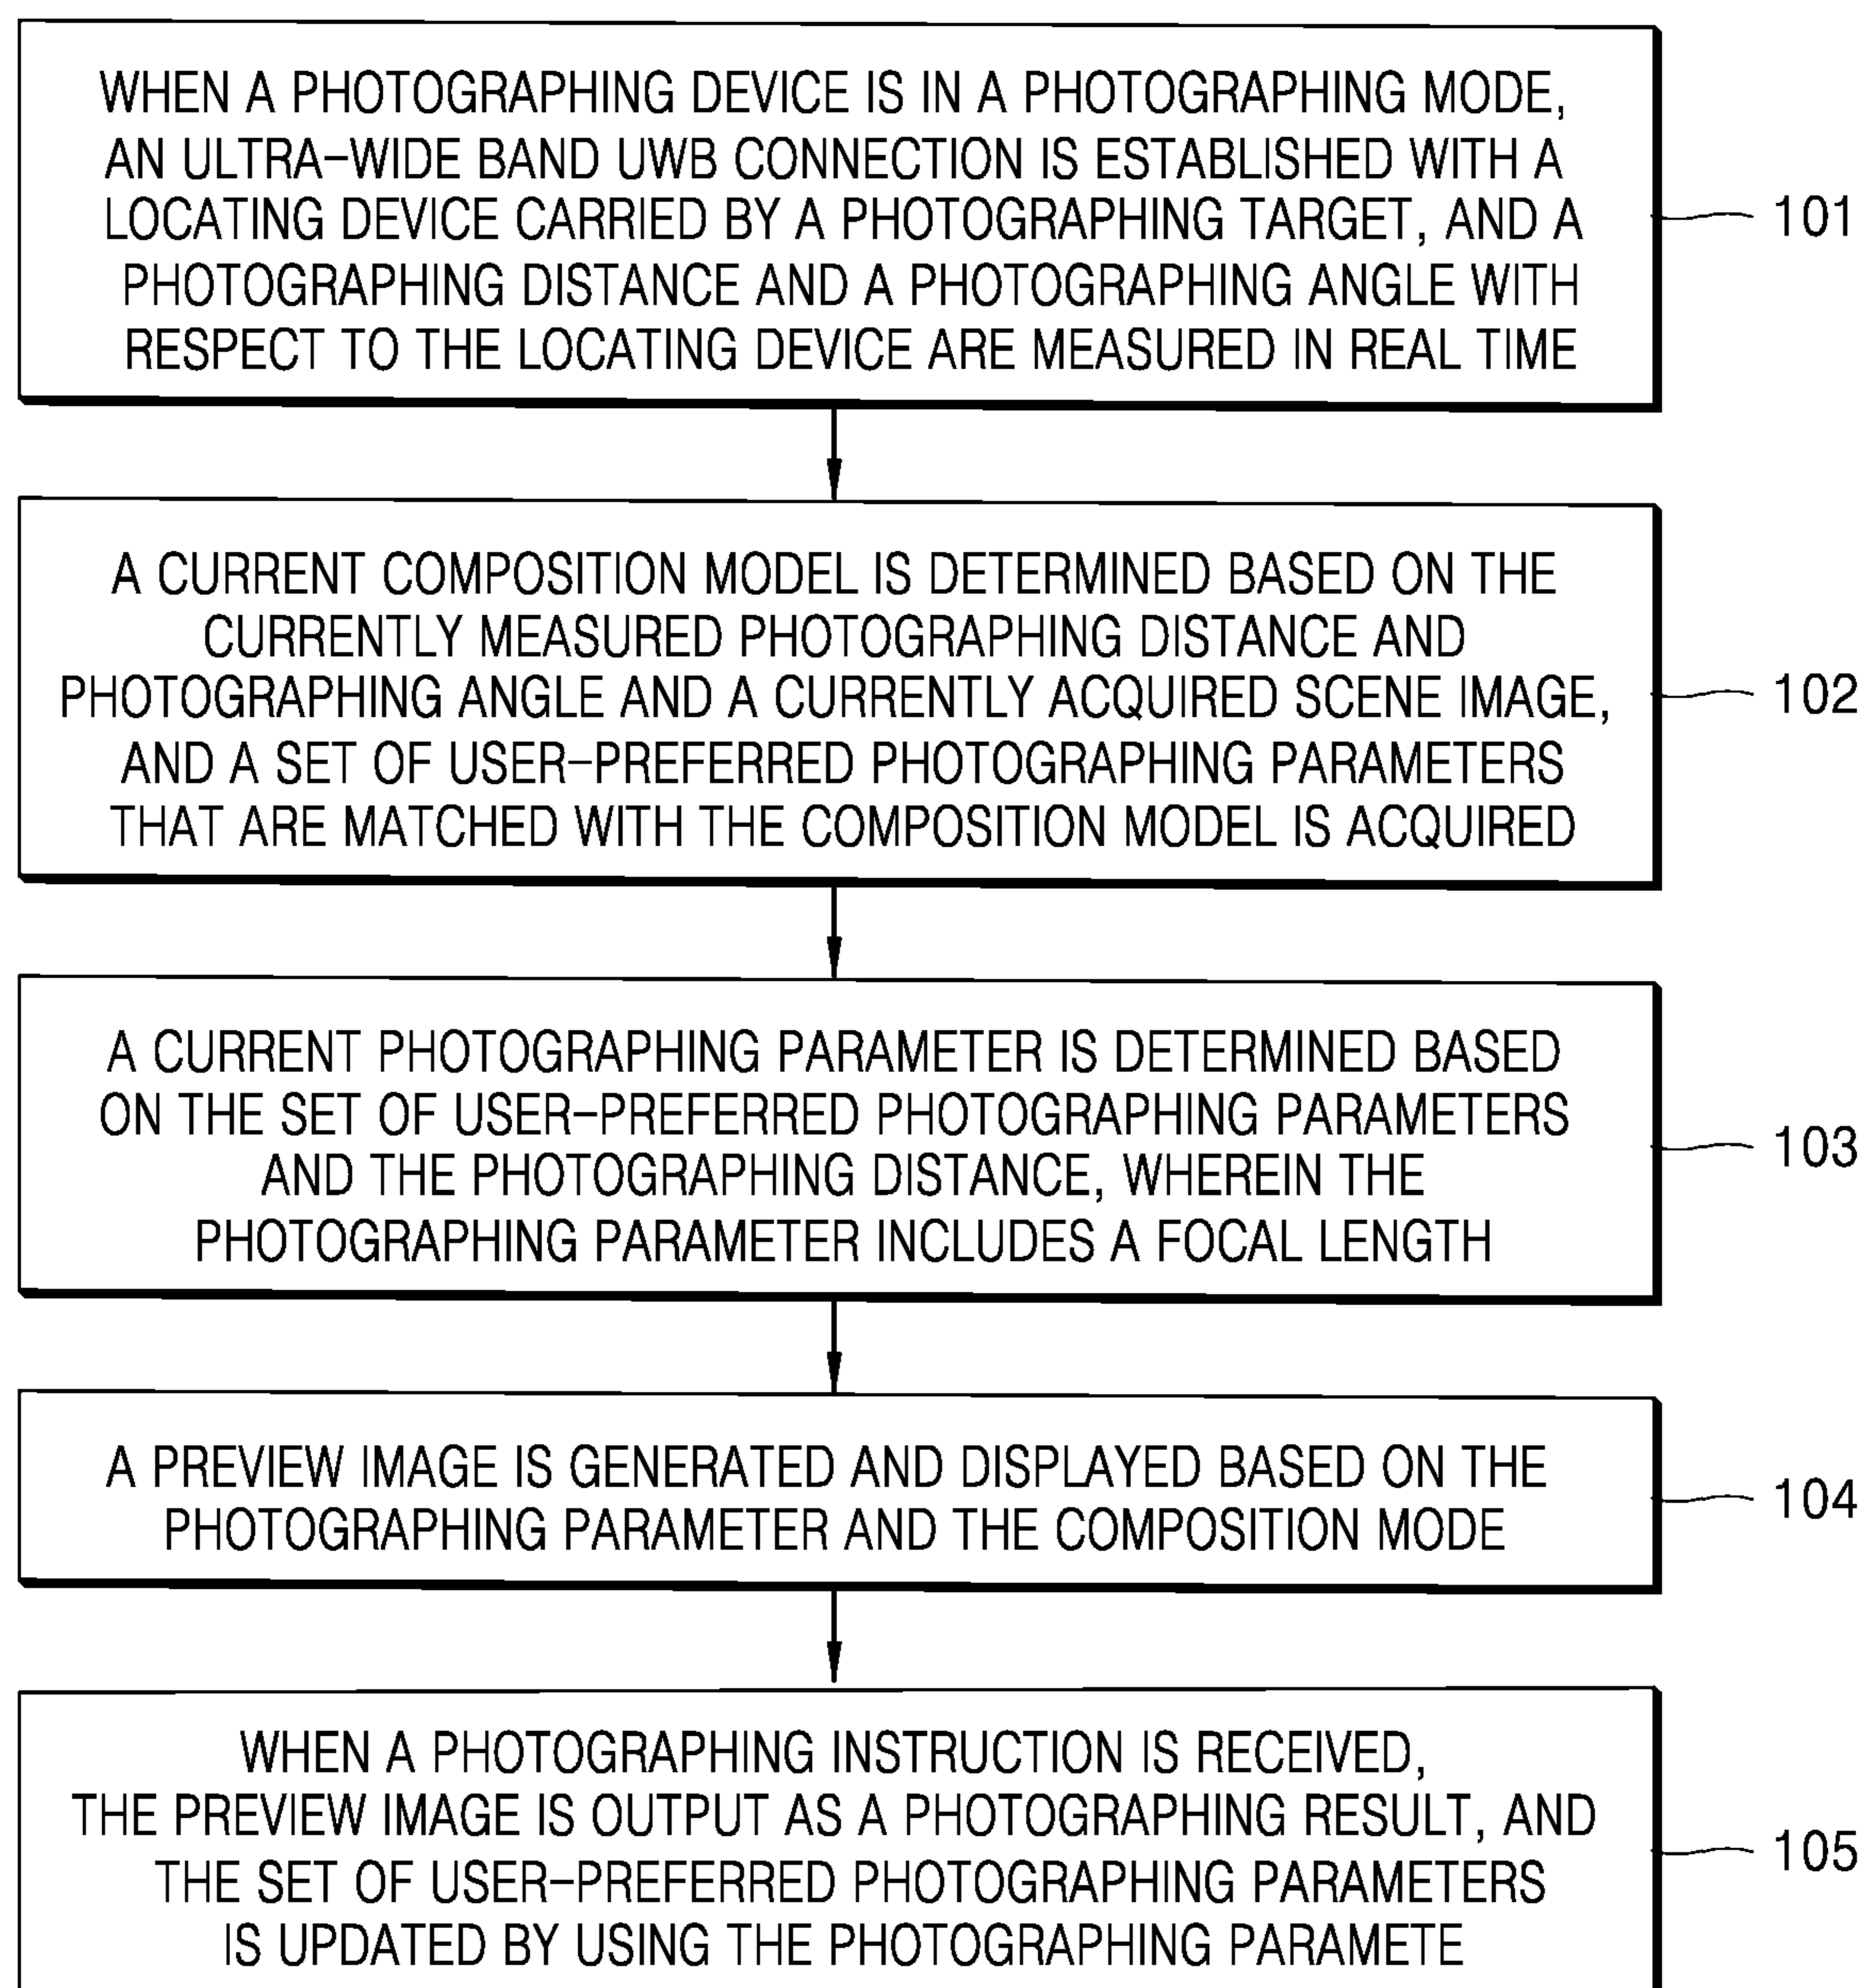 WHEN A PHOTOGRAPHING DEVICE IS IN A PHOTOGRAPHING MODE,
AN ULTRA-WIDE BAND UWB CONNECTION IS ESTABLISHED WITH A
LOCATING DEVICE CARRIED BY A PHOTOGRAPHING TARGET, AND A
PHOTOGRAPHING DISTANCE AND A PHOTOGRAPHING ANGLE WITH
RESPECT TO THE LOCATING DEVICE ARE MEASURED IN REAL TIME
101
A CURRENT COMPOSITION MODEL IS DETERMINED BASED ON THE
CURRENTLY MEASURED PHOTOGRAPHING DISTANCE AND
PHOTOGRAPHING ANGLE AND A CURRENTLY ACQUIRED SCENE IMAGE,
AND A SET OF USER-PREFERRED PHOTOGRAPHING PARAMETERS
THAT ARE MATCHED WITH THE COMPOSITION MODEL IS ACQUIRED
102
A CURRENT PHOTOGRAPHING PARAMETER IS DETERMINED BASED
ON THE SET OF USER-PREFERRED PHOTOGRAPHING PARAMETERS
AND THE PHOTOGRAPHING DISTANCE, WHEREIN THE
PHOTOGRAPHING PARAMETER INCLUDES A FOCAL LENGTH
103
A PREVIEW IMAGE IS GENERATED AND DISPLAYED BASED ON THE
PHOTOGRAPHING PARAMETER AND THE COMPOSITION MODE
104
WHEN A PHOTOGRAPHING INSTRUCTION IS RECEIVED,
THE PREVIEW IMAGE IS OUTPUT AS A PHOTOGRAPHING RESULT, AND
THE SET OF USER-PREFERRED PHOTOGRAPHING PARAMETERS
IS UPDATED BY USING THE PHOTOGRAPHING PARAMETE
105